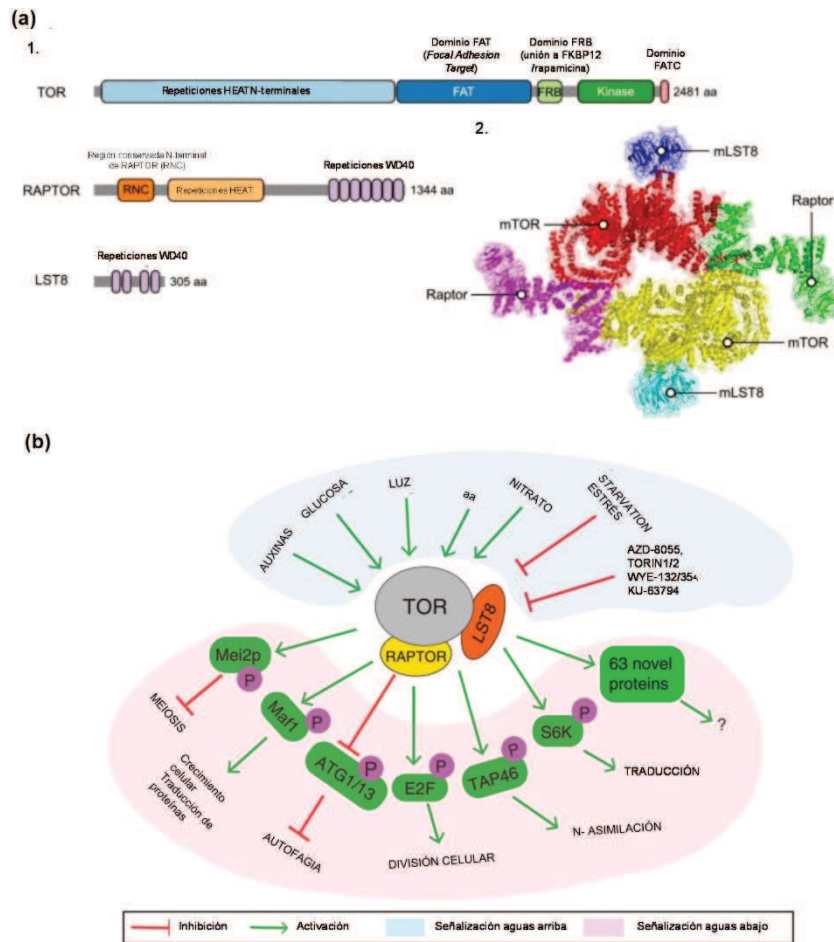 (a)
1.
Dominio FAT
(Focal Adhesion
Target)
Dominio FRB
(unión a FKBP12
/rapamicina)
Dominio
FATC
TOR
Repeticiones HEATN-terminales
FAT
FRB
Kinase
2481 aa
Región conservada N-terminal
de RAPTOR (RNC)
Repeticiones WD40
RAPTOR
RNC
Repeticiones HEAT
1344 aa
Repeticiones WD40
LST8
305 aa
2.
mLST8
Raptor
mTOR
Raptor
mTOR
mLST8
(b)
AUXINAS
GLUCOSA
LUZ
aa
NITRATO
STARVATION
ESTRÉS
AZD-8055,
TORIN1/2
WYE-132/354
KU-63794
TOR
LST8
RAPTOR
Mei2p
P
MEIOSIS
Maf1
P
Crecimiento
celular
Traducción de
proteínas
ATG1/13
P
AUTOFAGIA
E2F
P
DIVISIÓN CELULAR
TAP46
P
N- ASIMILACIÓN
S6K
P
TRADUCCIÓN
63 novel
proteins
?
Inhibición
Activación
Señalización aguas arriba
Señalización aguas abajo